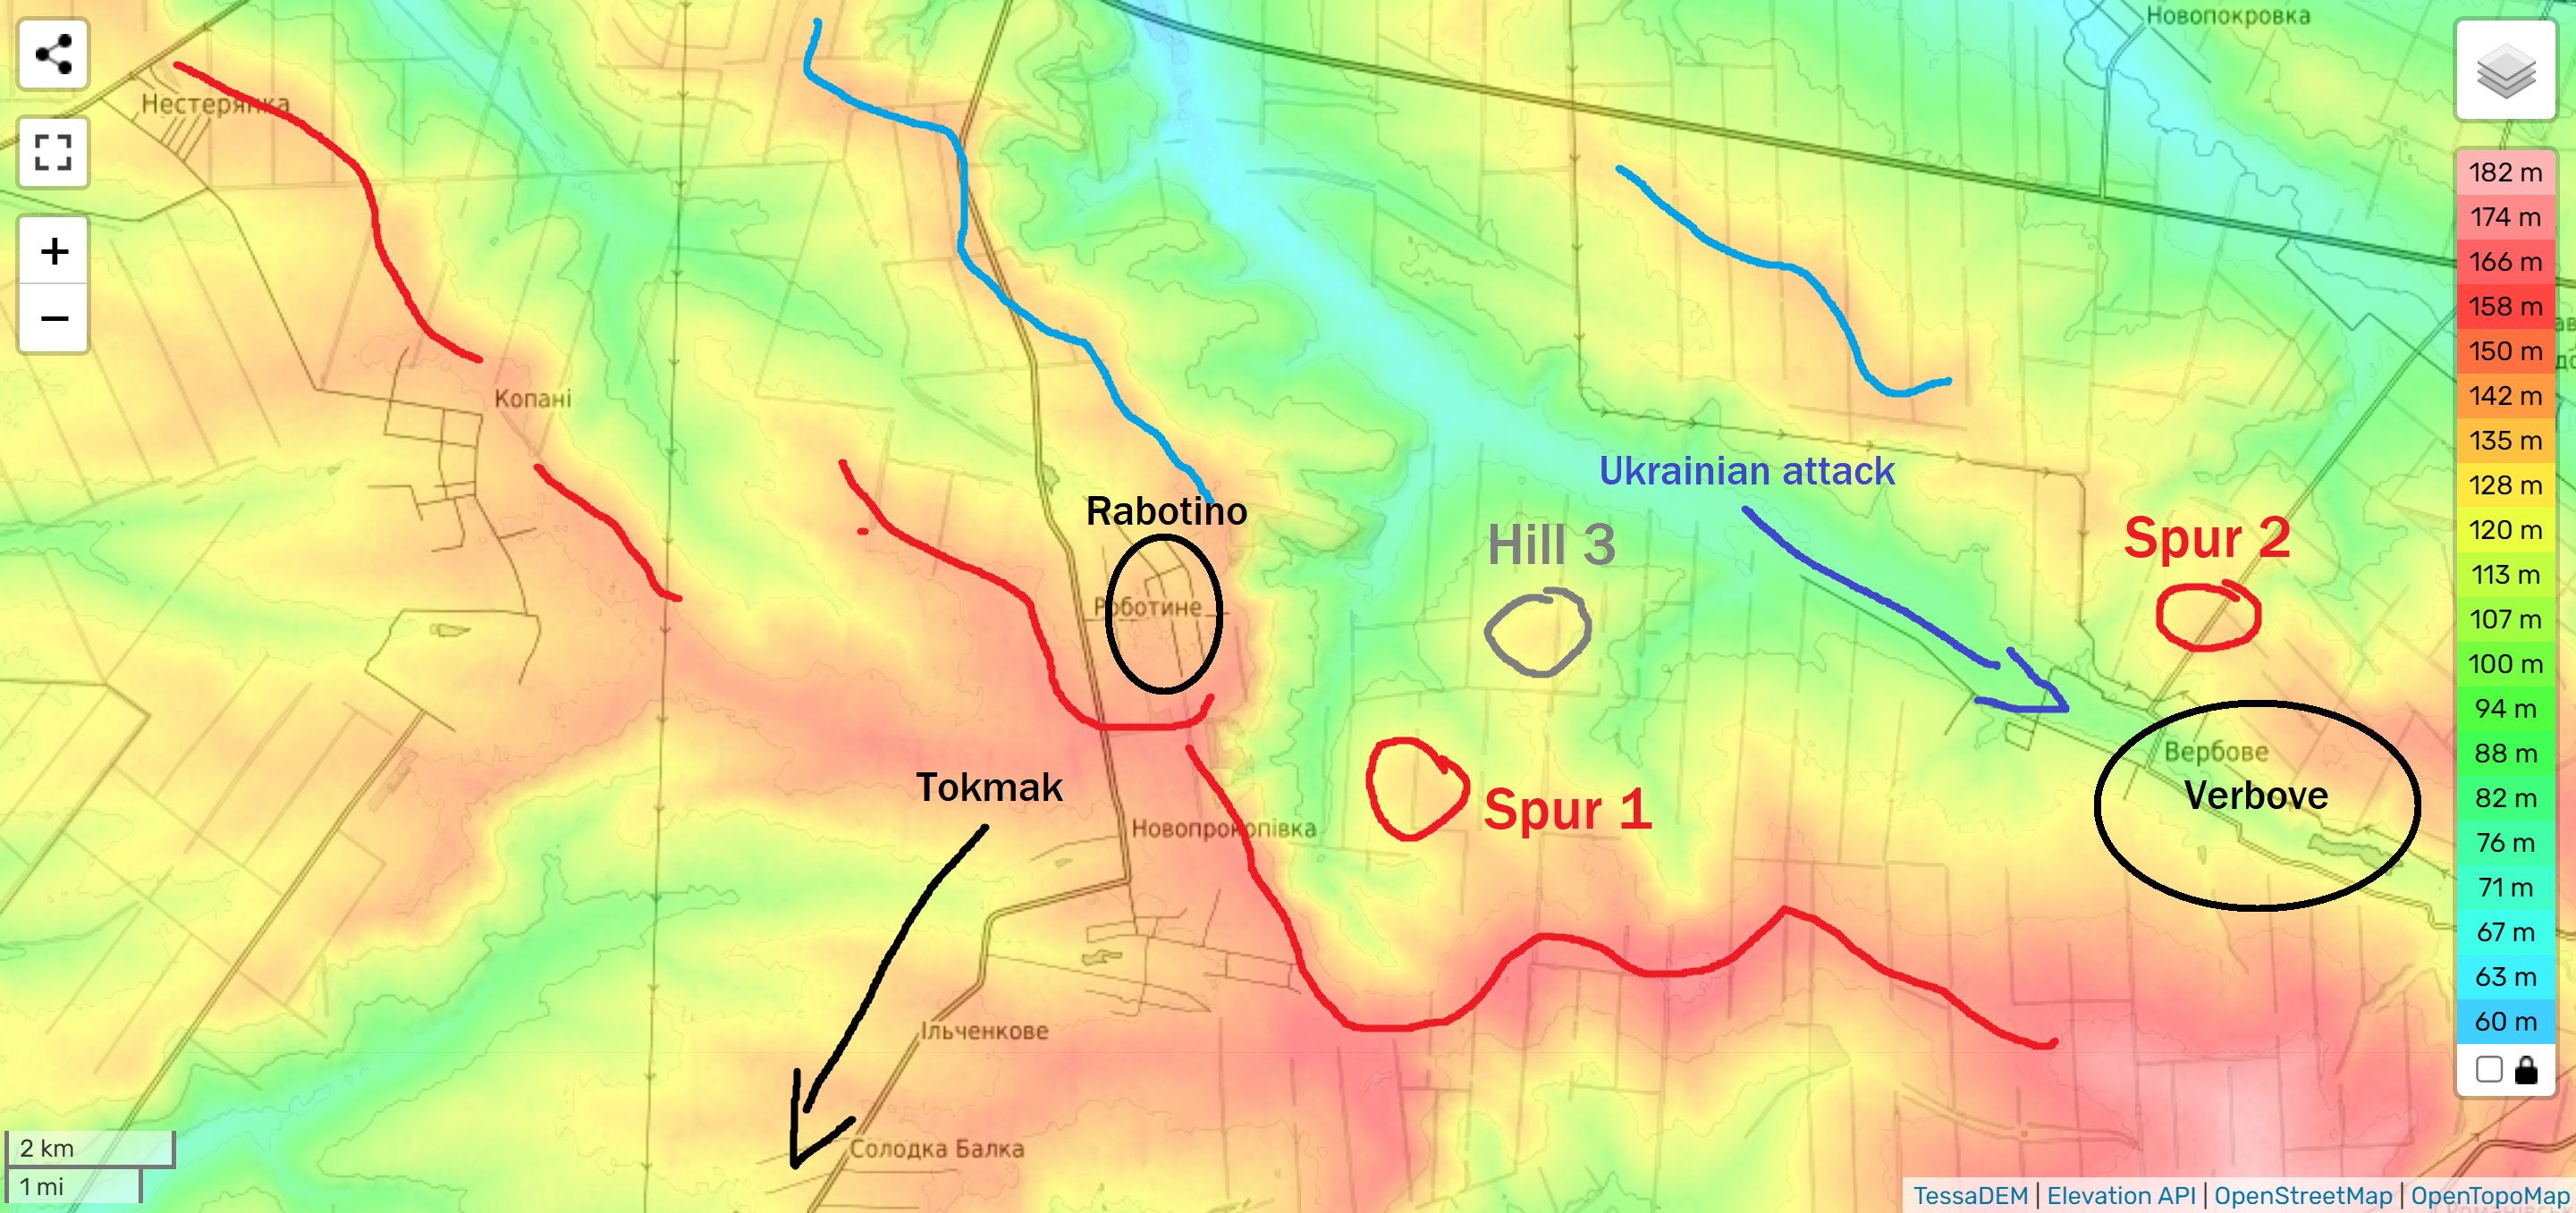 Новопокровка
Нестерянка
182 m
174 m
166 m
158 m
150 m
142 m
135 m
128 m
120 m
113 m
107 m
100 m
94 m
88 m
82 m
76 m
71 m
67 m
63 m
60 m
+
−
Копані
Ukrainian attack
Rabotino
Hill 3
Spur 2
Роботине
Вербове
Verbove
Tokmak
Spur 1
Новопрокопівка
Ільченкове
Солодка Балка
2 km
1 mi
TessaDEM | Elevation API | OpenStreetMap | OpenTopoMap